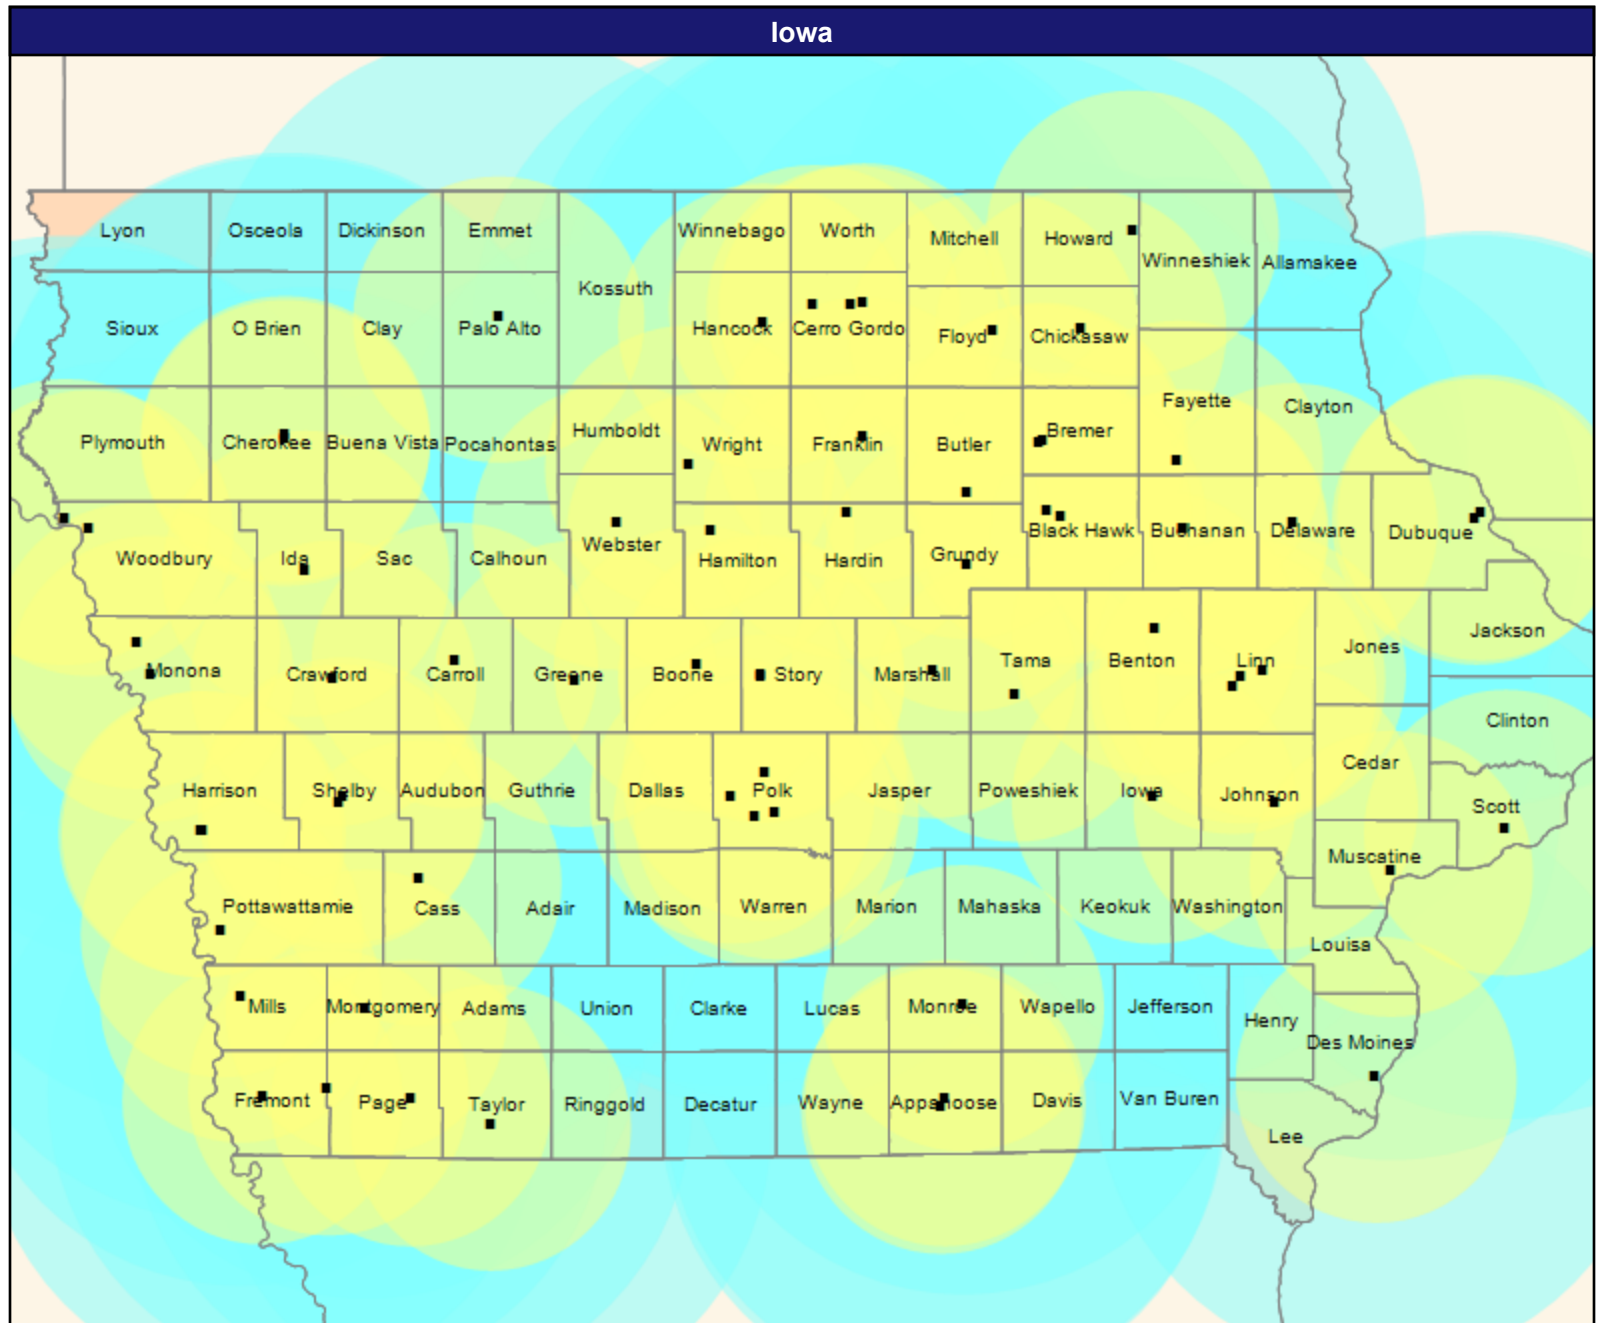 Iowa
Lyon
Osceola
Dickinson
Emmet
Winnebago
Worth
Mitchell
Howard
Winneshiek
Allamakee
Kossuth
Sioux
O Brien
Clay
Palo Alto
Hancock
Cerro Gordo
Floyd
Chickasaw
Fayette
Clayton
Plymouth
Cherokee
Buena Vista
Pocahontas
Humboldt
Wright
Franklin
Butler
Bremer
Woodbury
Ida
Sac
Calhoun
Webster
Hamilton
Hardin
Grundy
Black Hawk
Buchanan
Delaware
Dubuque
Jackson
Monona
Crawford
Carroll
Greene
Boone
Story
Marshall
Tama
Benton
Linn
Jones
Clinton
Cedar
Harrison
Shelby
Audubon
Guthrie
Dallas
Polk
Jasper
Poweshiek
Iowa
Johnson
Scott
Muscatine
Pottawattamie
Cass
Adair
Madison
Warren
Marion
Mahaska
Keokuk
Washington
Louisa
Mills
Montgomery
Adams
Union
Clarke
Lucas
Monroe
Wapello
Jefferson
Henry
Des Moines
Fremont
Page
Taylor
Ringgold
Decatur
Wayne
Appanoose
Davis
Van Buren
Lee